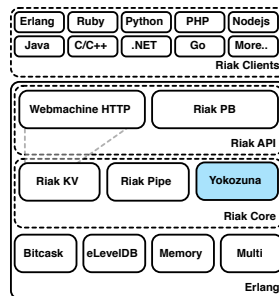 Erlang Ruby Python PHP Nodejs
Java C/C++ .NET Go More..
Riak Clients
Webmachine HTTP Riak PB
Riak API
Riak KV Riak Pipe Yokozuna
Riak Core
Bitcask eLevelDB Memory Multi
Erlang